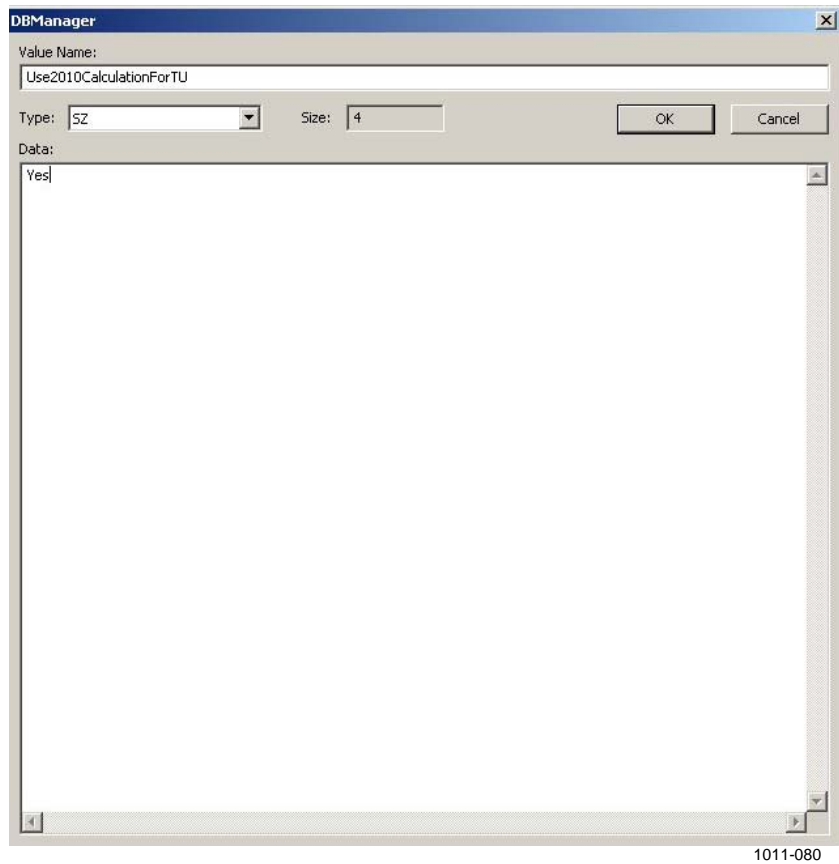 DBManager
Value Name:
Use2010CalculationForTU
Type: SZ Size: 4 OK Cancel
Data:
Yes
1011-080